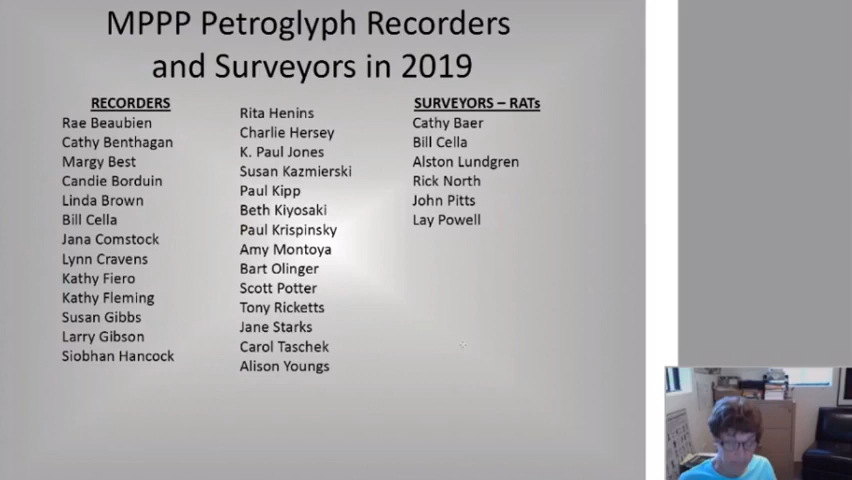 MPPP Petroglyph Recorders
and Surveyors in 2019
RECORDERS
Rae Beaubien
Cathy Benthagan
Margy Best
Candie Borduin
Linda Brown
Bill Cella
Jana Comstock
Lynn Cravens
Kathy Fiero
Kathy Fleming
Susan Gibbs
Larry Gibson
Siobhan Hancock
Rita Henins
Charlie Hersey
K. Paul Jones
Susan Kazmierski
Paul Kipp
Beth Kiyosaki
Paul Krispinsky
Amy Montoya
Bart Olinger
Scott Potter
Tony Ricketts
Jane Starks
Carol Taschek
Alison Youngs
SURVEYORS – RATs
Cathy Baer
Bill Cella
Alston Lundgren
Rick North
John Pitts
Lay Powell